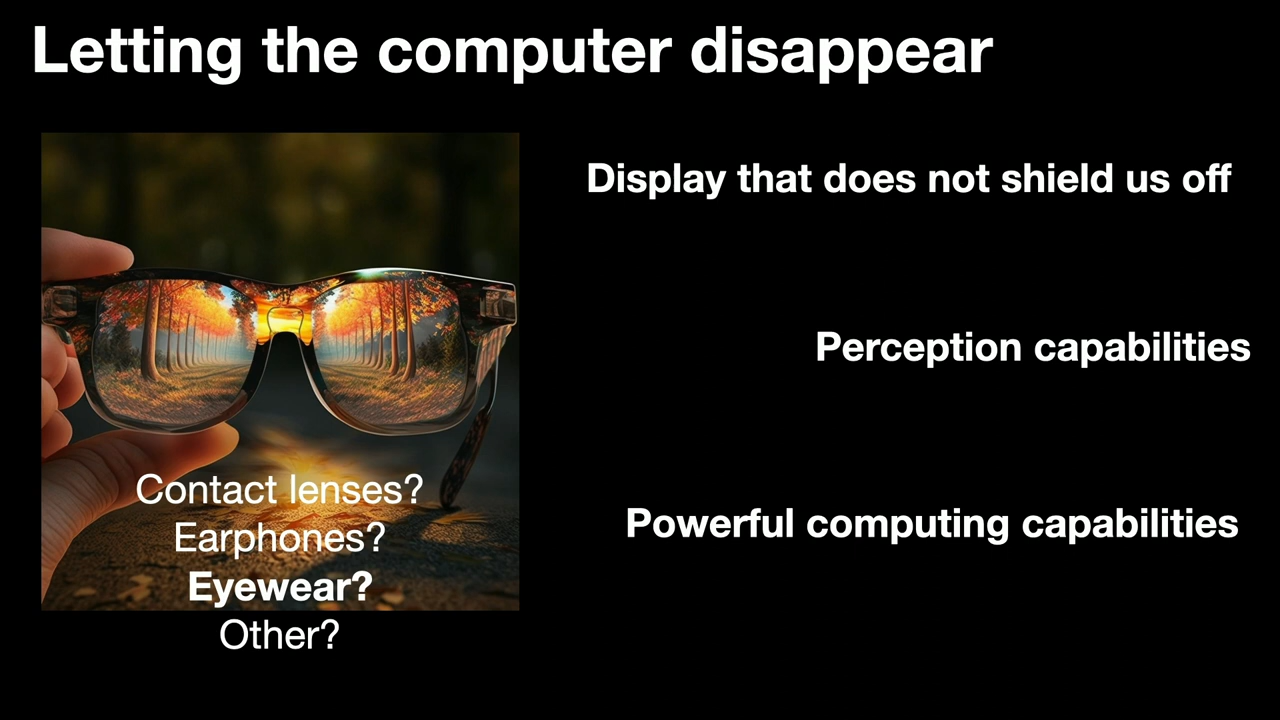 Letting the computer disappear
Display that does not shield us off
Perception capabilities
Powerful computing capabilities
Contact lenses?
Earphones?
Eyewear?
Other?